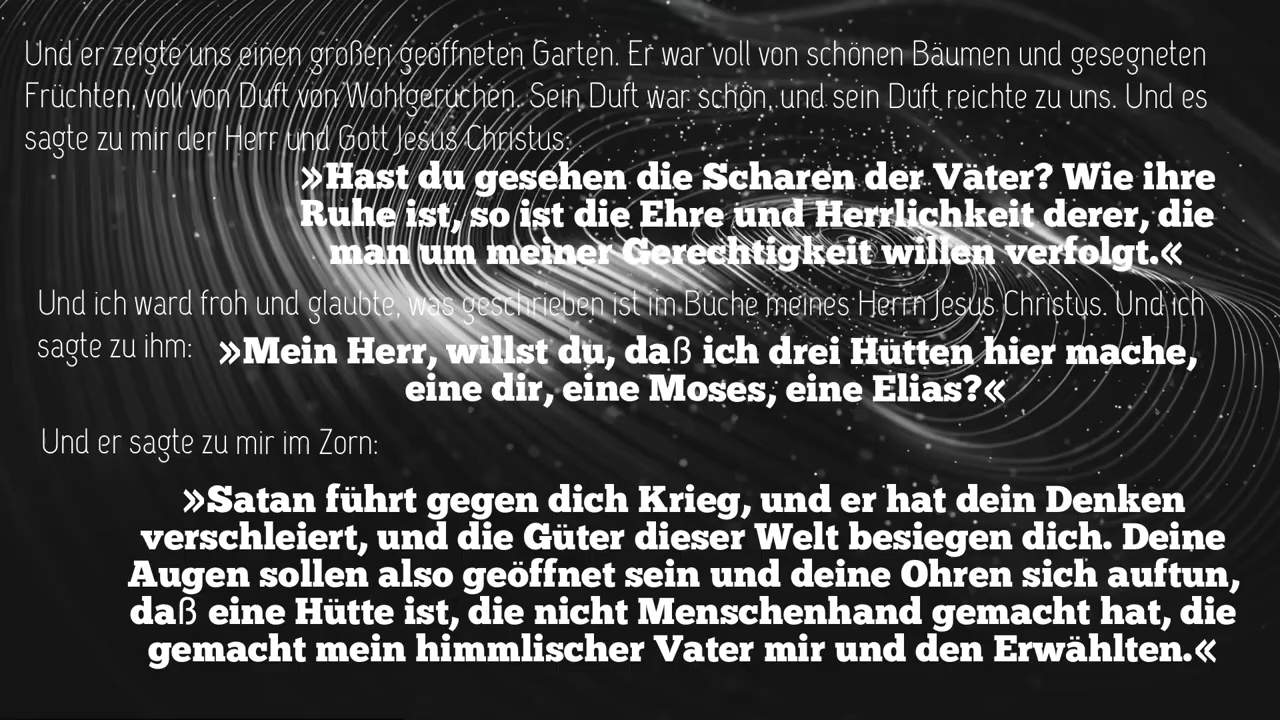 Und er zeigte uns einen großen geöffneten Garten. Er war voll von schönen Bäumen und gesegneten
Früchten, voll von Duft von Wohlgerüchen. Sein Duft war schön, und sein Duft reichte zu uns. Und es
sagte zu mir der Herr und Gott Jesus Christus:
»Hast du gesehen die Scharen der Väter? Wie ihre
Ruhe ist, so ist die Ehre und Herrlichkeit derer, die
man um meiner Gerechtigkeit willen verfolgt.«
Und ich ward froh und glaubte, was geschrieben ist im Buche meines Herrn Jesus Christus. Und ich
sagte zu ihm: »Mein Herr, willst du, daß ich drei Hütten hier mache,
eine dir, eine Moses, eine Elias?«
Und er sagte zu mir im Zorn:
»Satan führt gegen dich Krieg, und er hat dein Denken
verschleiert, und die Güter dieser Welt besiegen dich. Deine
Augen sollen also geöffnet sein und deine Ohren sich auftun,
daß eine Hütte ist, die nicht Menschenhand gemacht hat, die
gemacht mein himmlischer Vater mir und den Erwählten.«